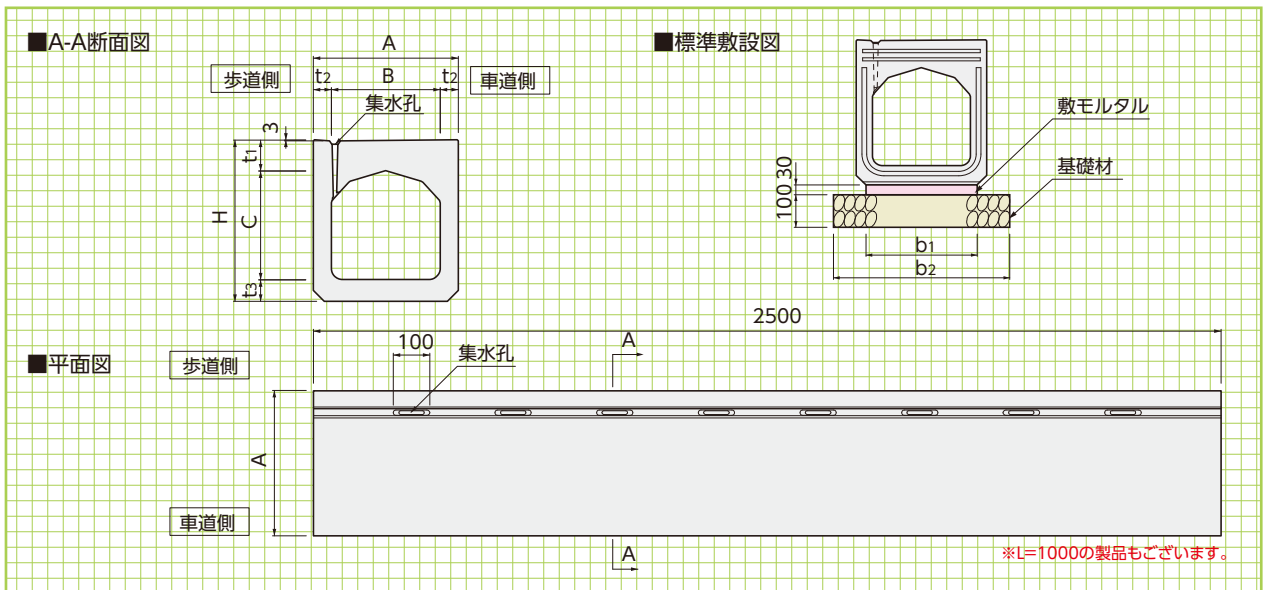 ■A-A断面図
A
歩道側
t2
B
t2
車道側
集水孔
3
t1
H
C
t3
■標準敷設図
敷モルタル
基礎材
30
100
b1
b2
2500
■平面図
歩道側
100
集水孔
A
A
車道側
A
※L=1000の製品もございます。